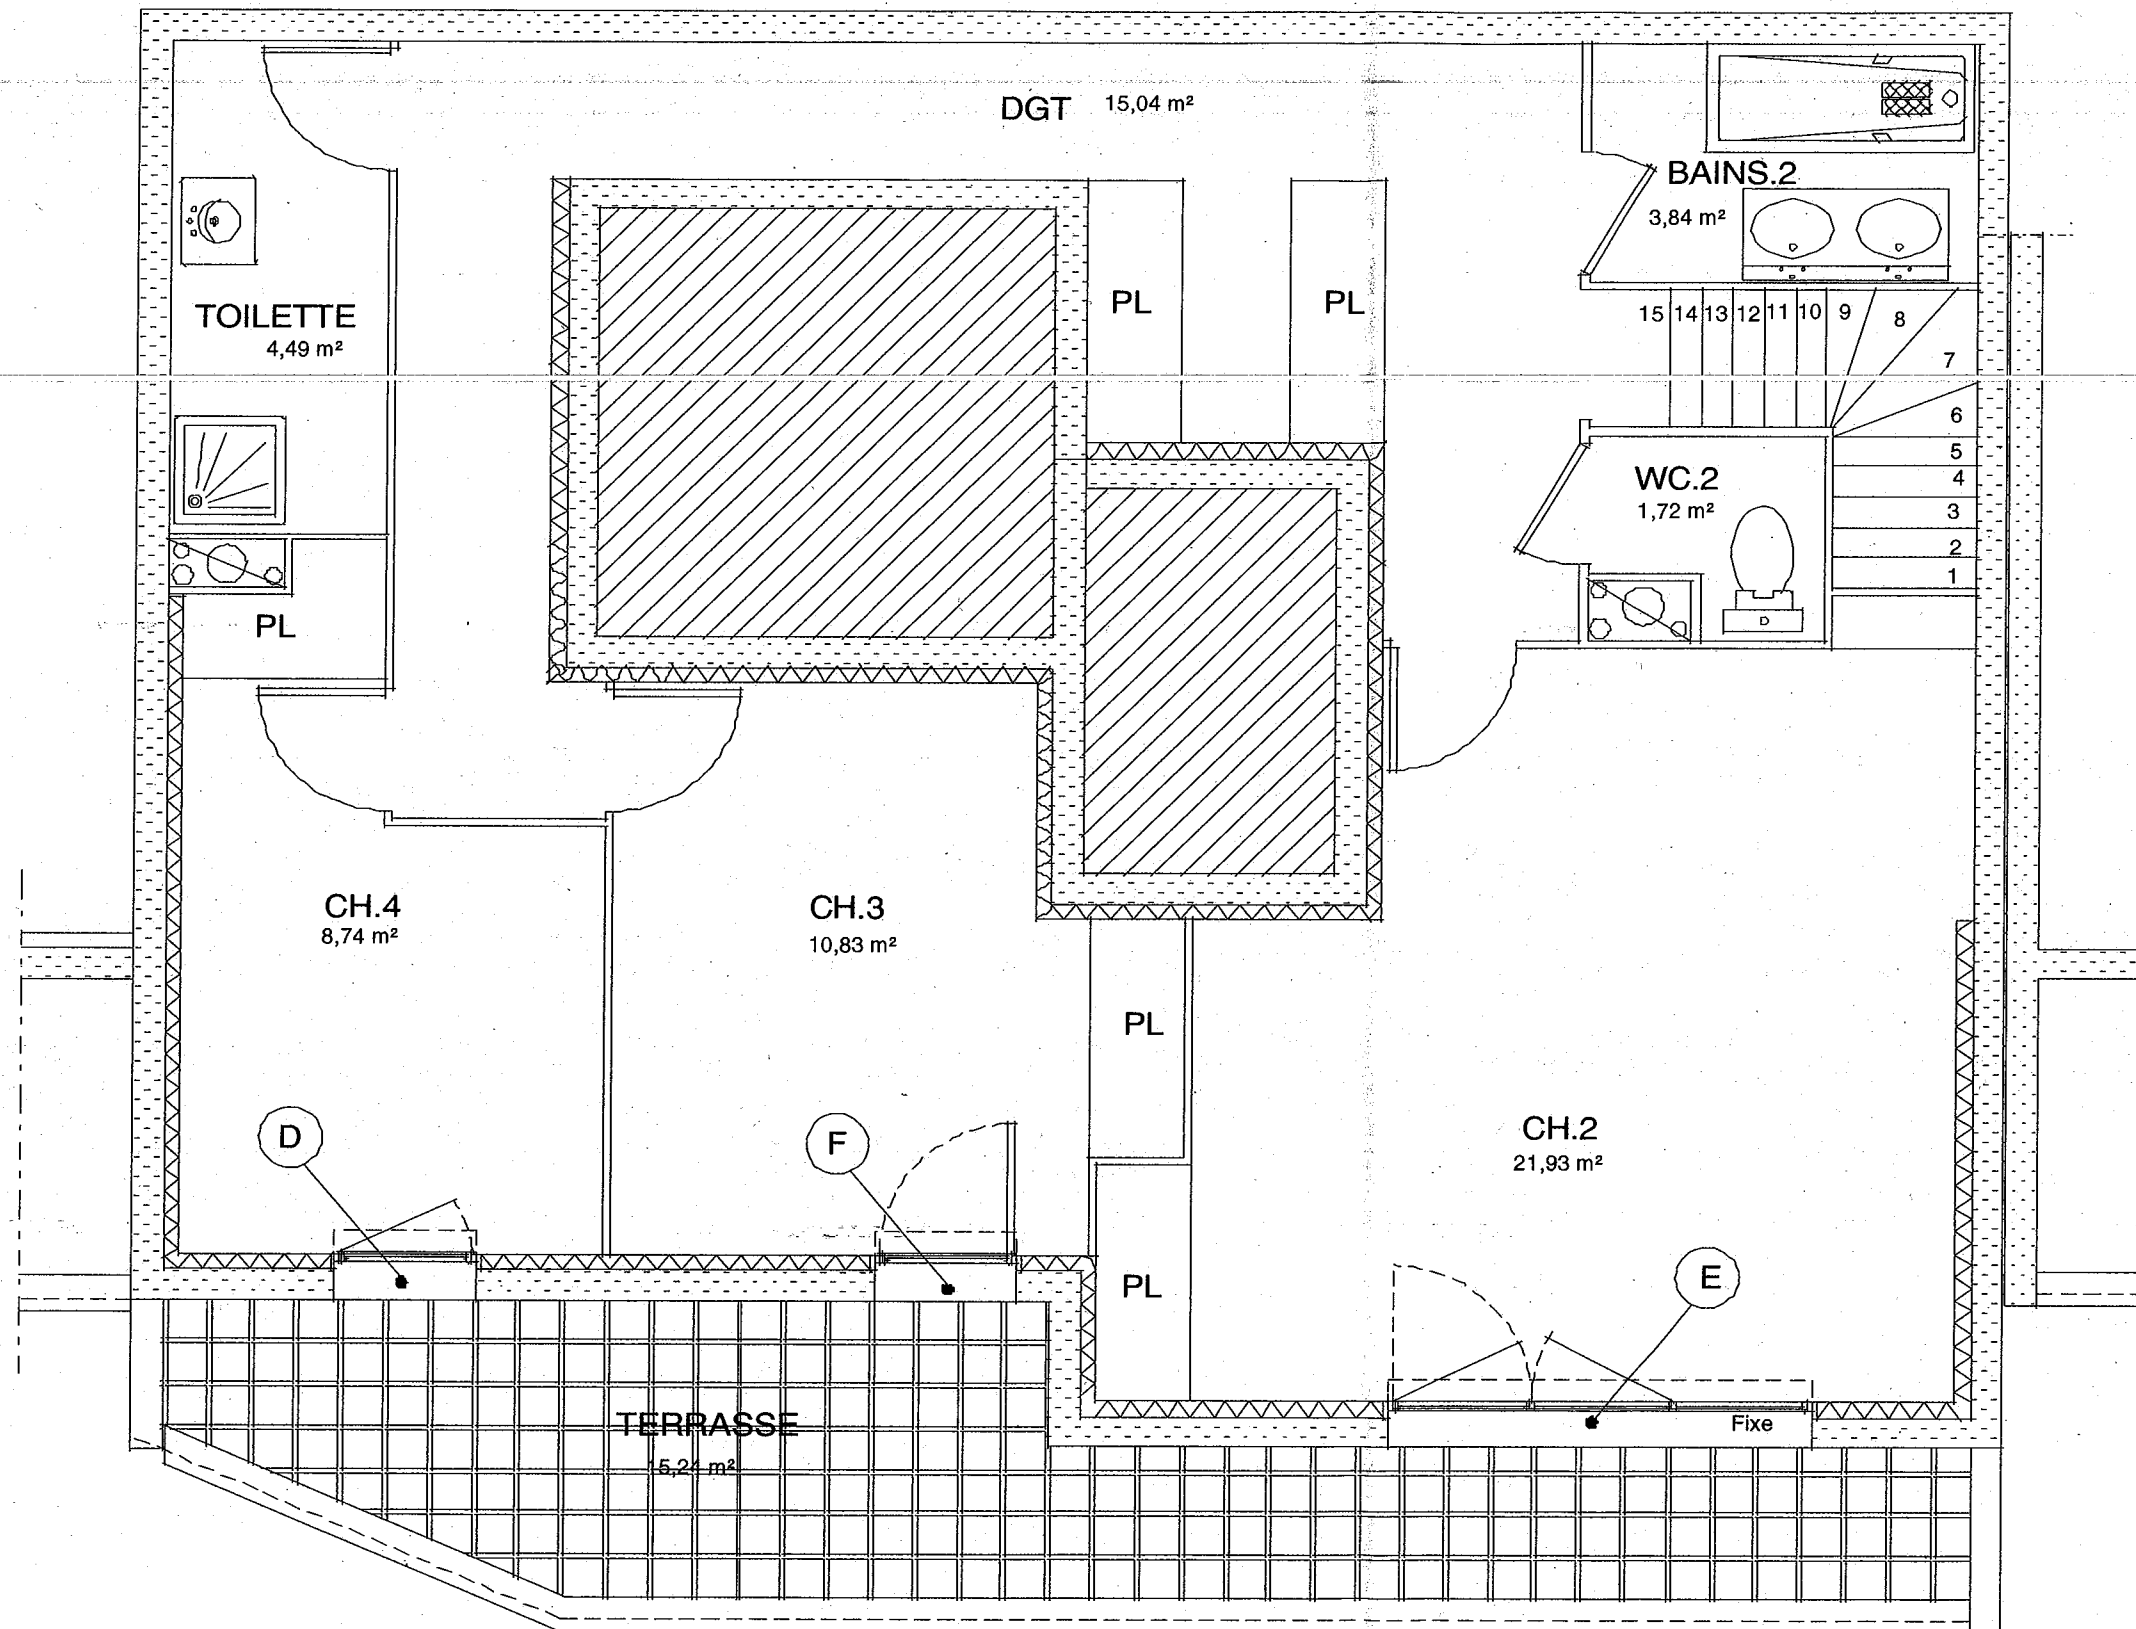 DGT 15,04 m²
BAINS.2
3,84 m²
TOILETTE
4,49 m²
PL
PL
15 14 13 12 11 10 9 8
7
6
5
4
3
2
1
WC.2
1,72 m²
D
PL
CH.4
8,74 m²
CH.3
10,83 m²
PL
CH.2
21,93 m²
D
F
E
PL
Fixe
TERRASSE
15,24 m²